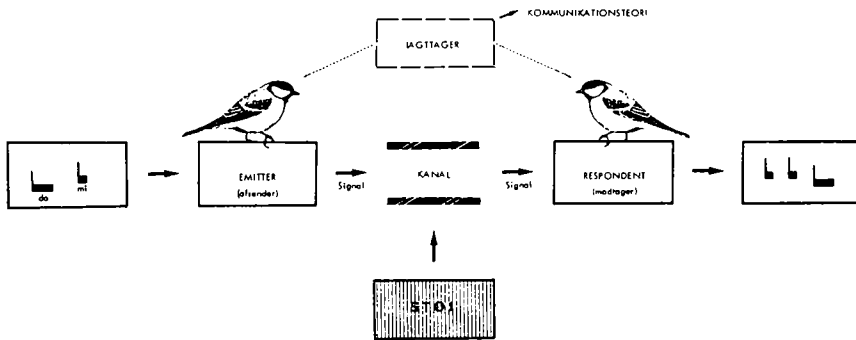 KOMMUNIKATIONSTEORI
IAGTTAGER
EMITTER
(afsender)
Signal
KANAL
Signal
RESPONDENT
(modtager)
do
mi
STØJ